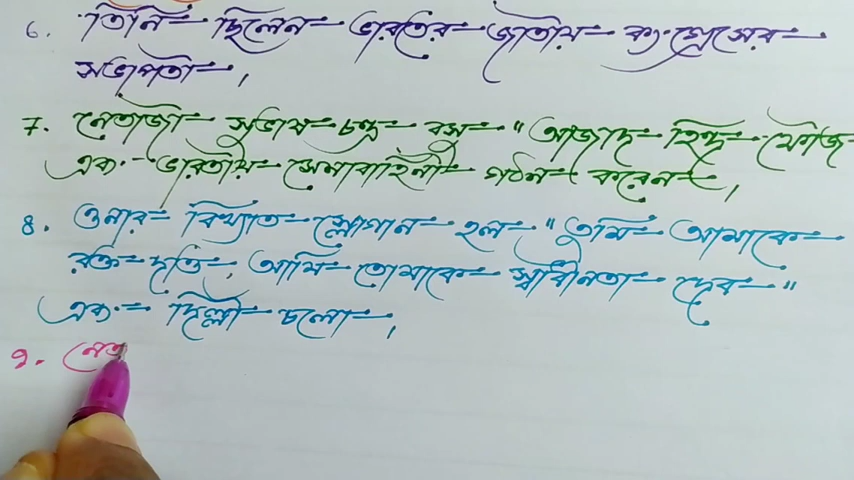 6. তিনি ছিলেন ভারতের জাতীয় কংগ্রেসের
সভাপতী।
7. নেতাজী সুভাষ চন্দ্র বসু "আজাদ হিন্দ ফৌজ
এবং ভারতীয় সেনাবাহিনী গঠন করেন।
8. ওনার বিখ্যাত স্লোগান হল "তুমি আমাকে
রক্ত দাও, আমি তোমাকে স্বাধীনতা দেব"
এবং দিল্লী চলো।
9. নেত